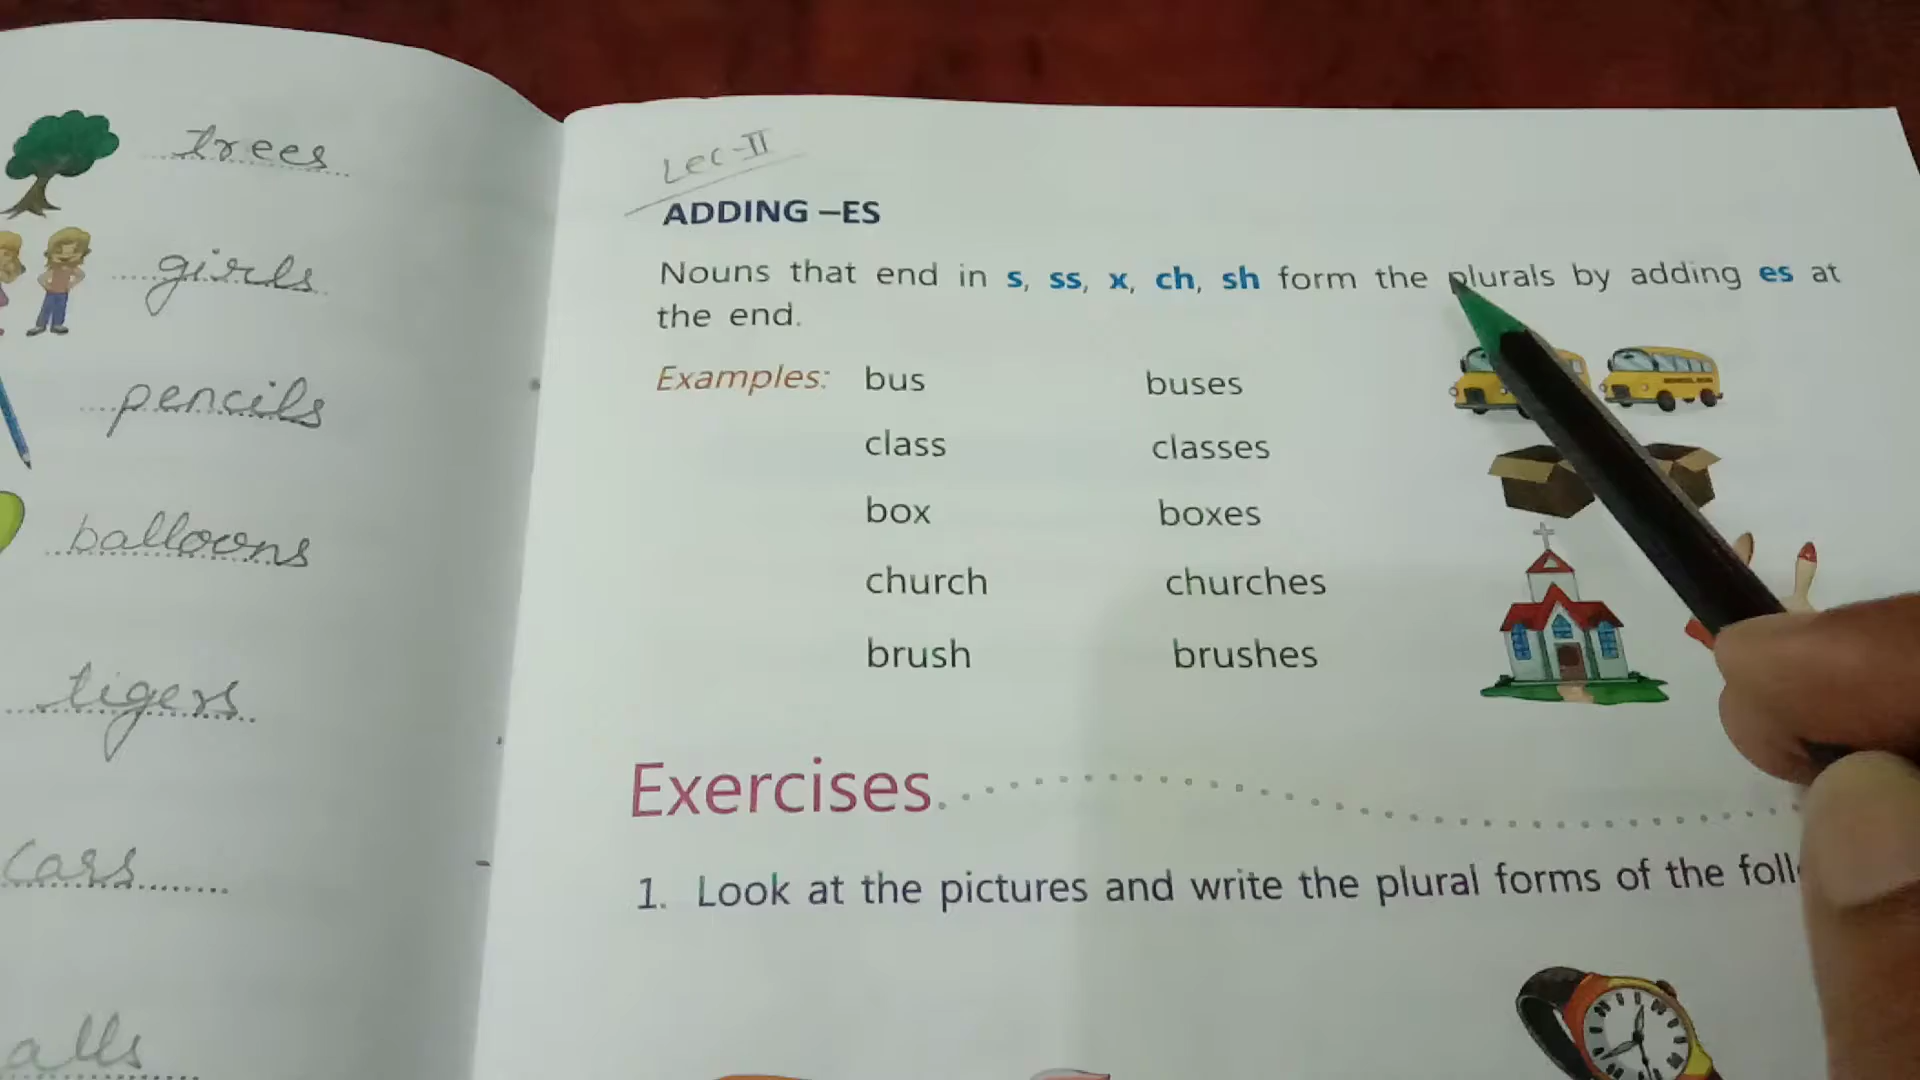 trees
girls
pencils
balloons
tigers
cars
alls
Lec-II
ADDING –ES
Nouns that end in s, ss, x, ch, sh form the plurals by adding es at
the end.
Examples: bus buses
class classes
box boxes
church churches
brush brushes
Exercises
1. Look at the pictures and write the plural forms of the foll